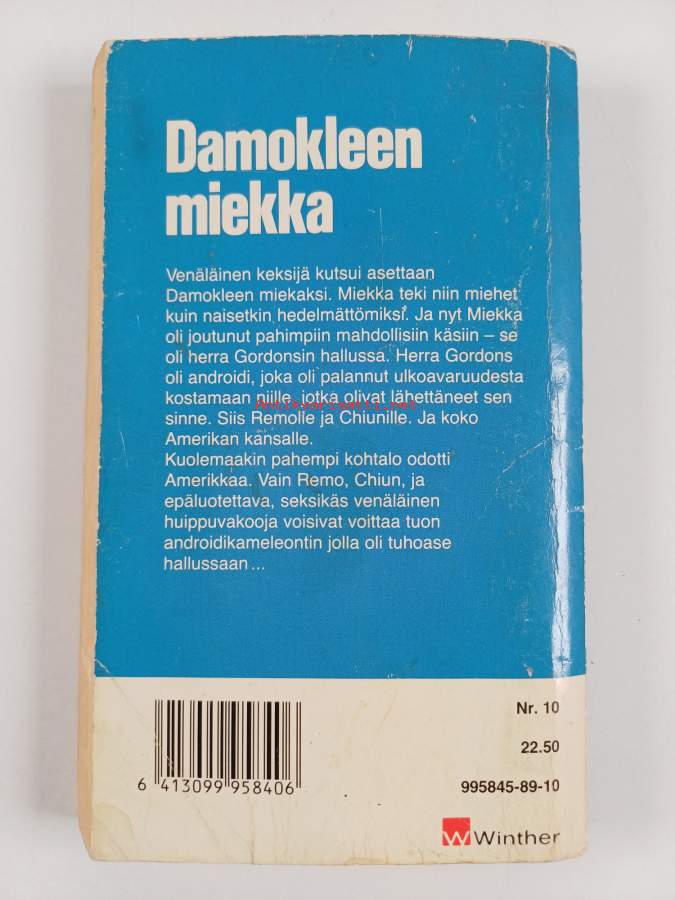 Damokleen
miekka
Venäläinen keksijä kutsui asettaan
Damokleen miekaksi. Miekka teki niin miehet
kuin naisetkin hedelmättömiksi. Ja nyt Miekka
oli joutunut pahimpiin mahdollisiin käsiin – se
oli herra Gordonsin hallussa. Herra Gordons
oli androidi, joka oli palannut ulkoavaruudesta
kostamaan niille, jotka olivat lähettäneet sen
Antikvariaatti.net
sinne. Siis Remolle ja Chiunille. Ja koko
Amerikan kansalle.
Kuolemaakin pahempi kohtalo odotti
Amerikkaa. Vain Remo, Chiun, ja
epäluotettava, seksikäs venäläinen
huippuvakooja voisivat voittaa tuon
androidikameleontin jolla oli tuhoase
hallussaan ...
Nr. 10
22.50
6 413099 958406
995845-89-10
W Winther